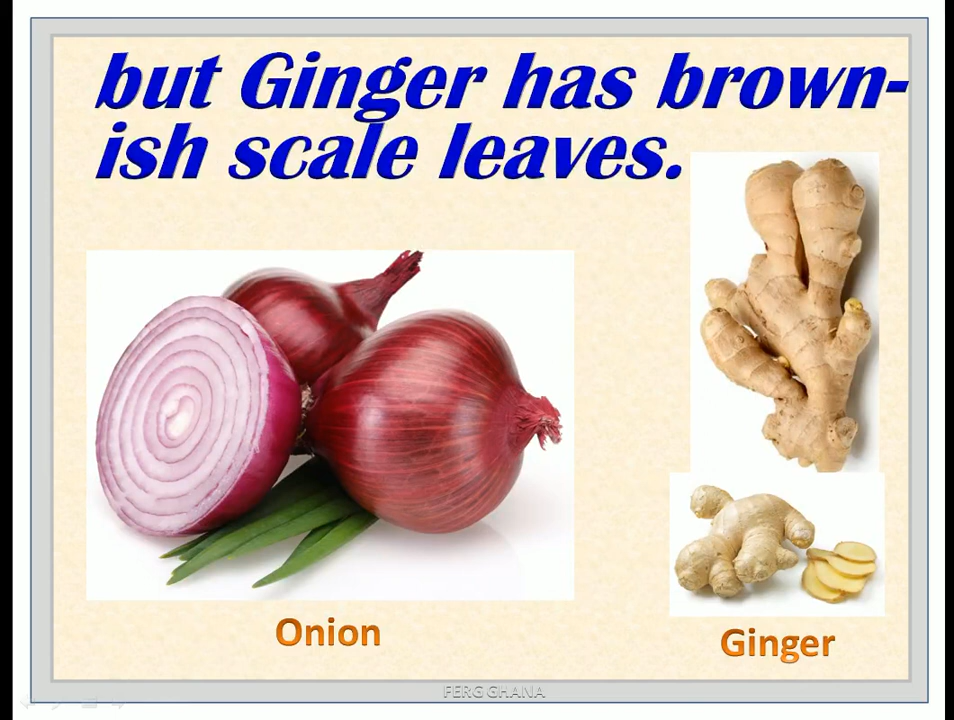 but Ginger has brown-
ish scale leaves.
Onion
Ginger
FERG GHANA